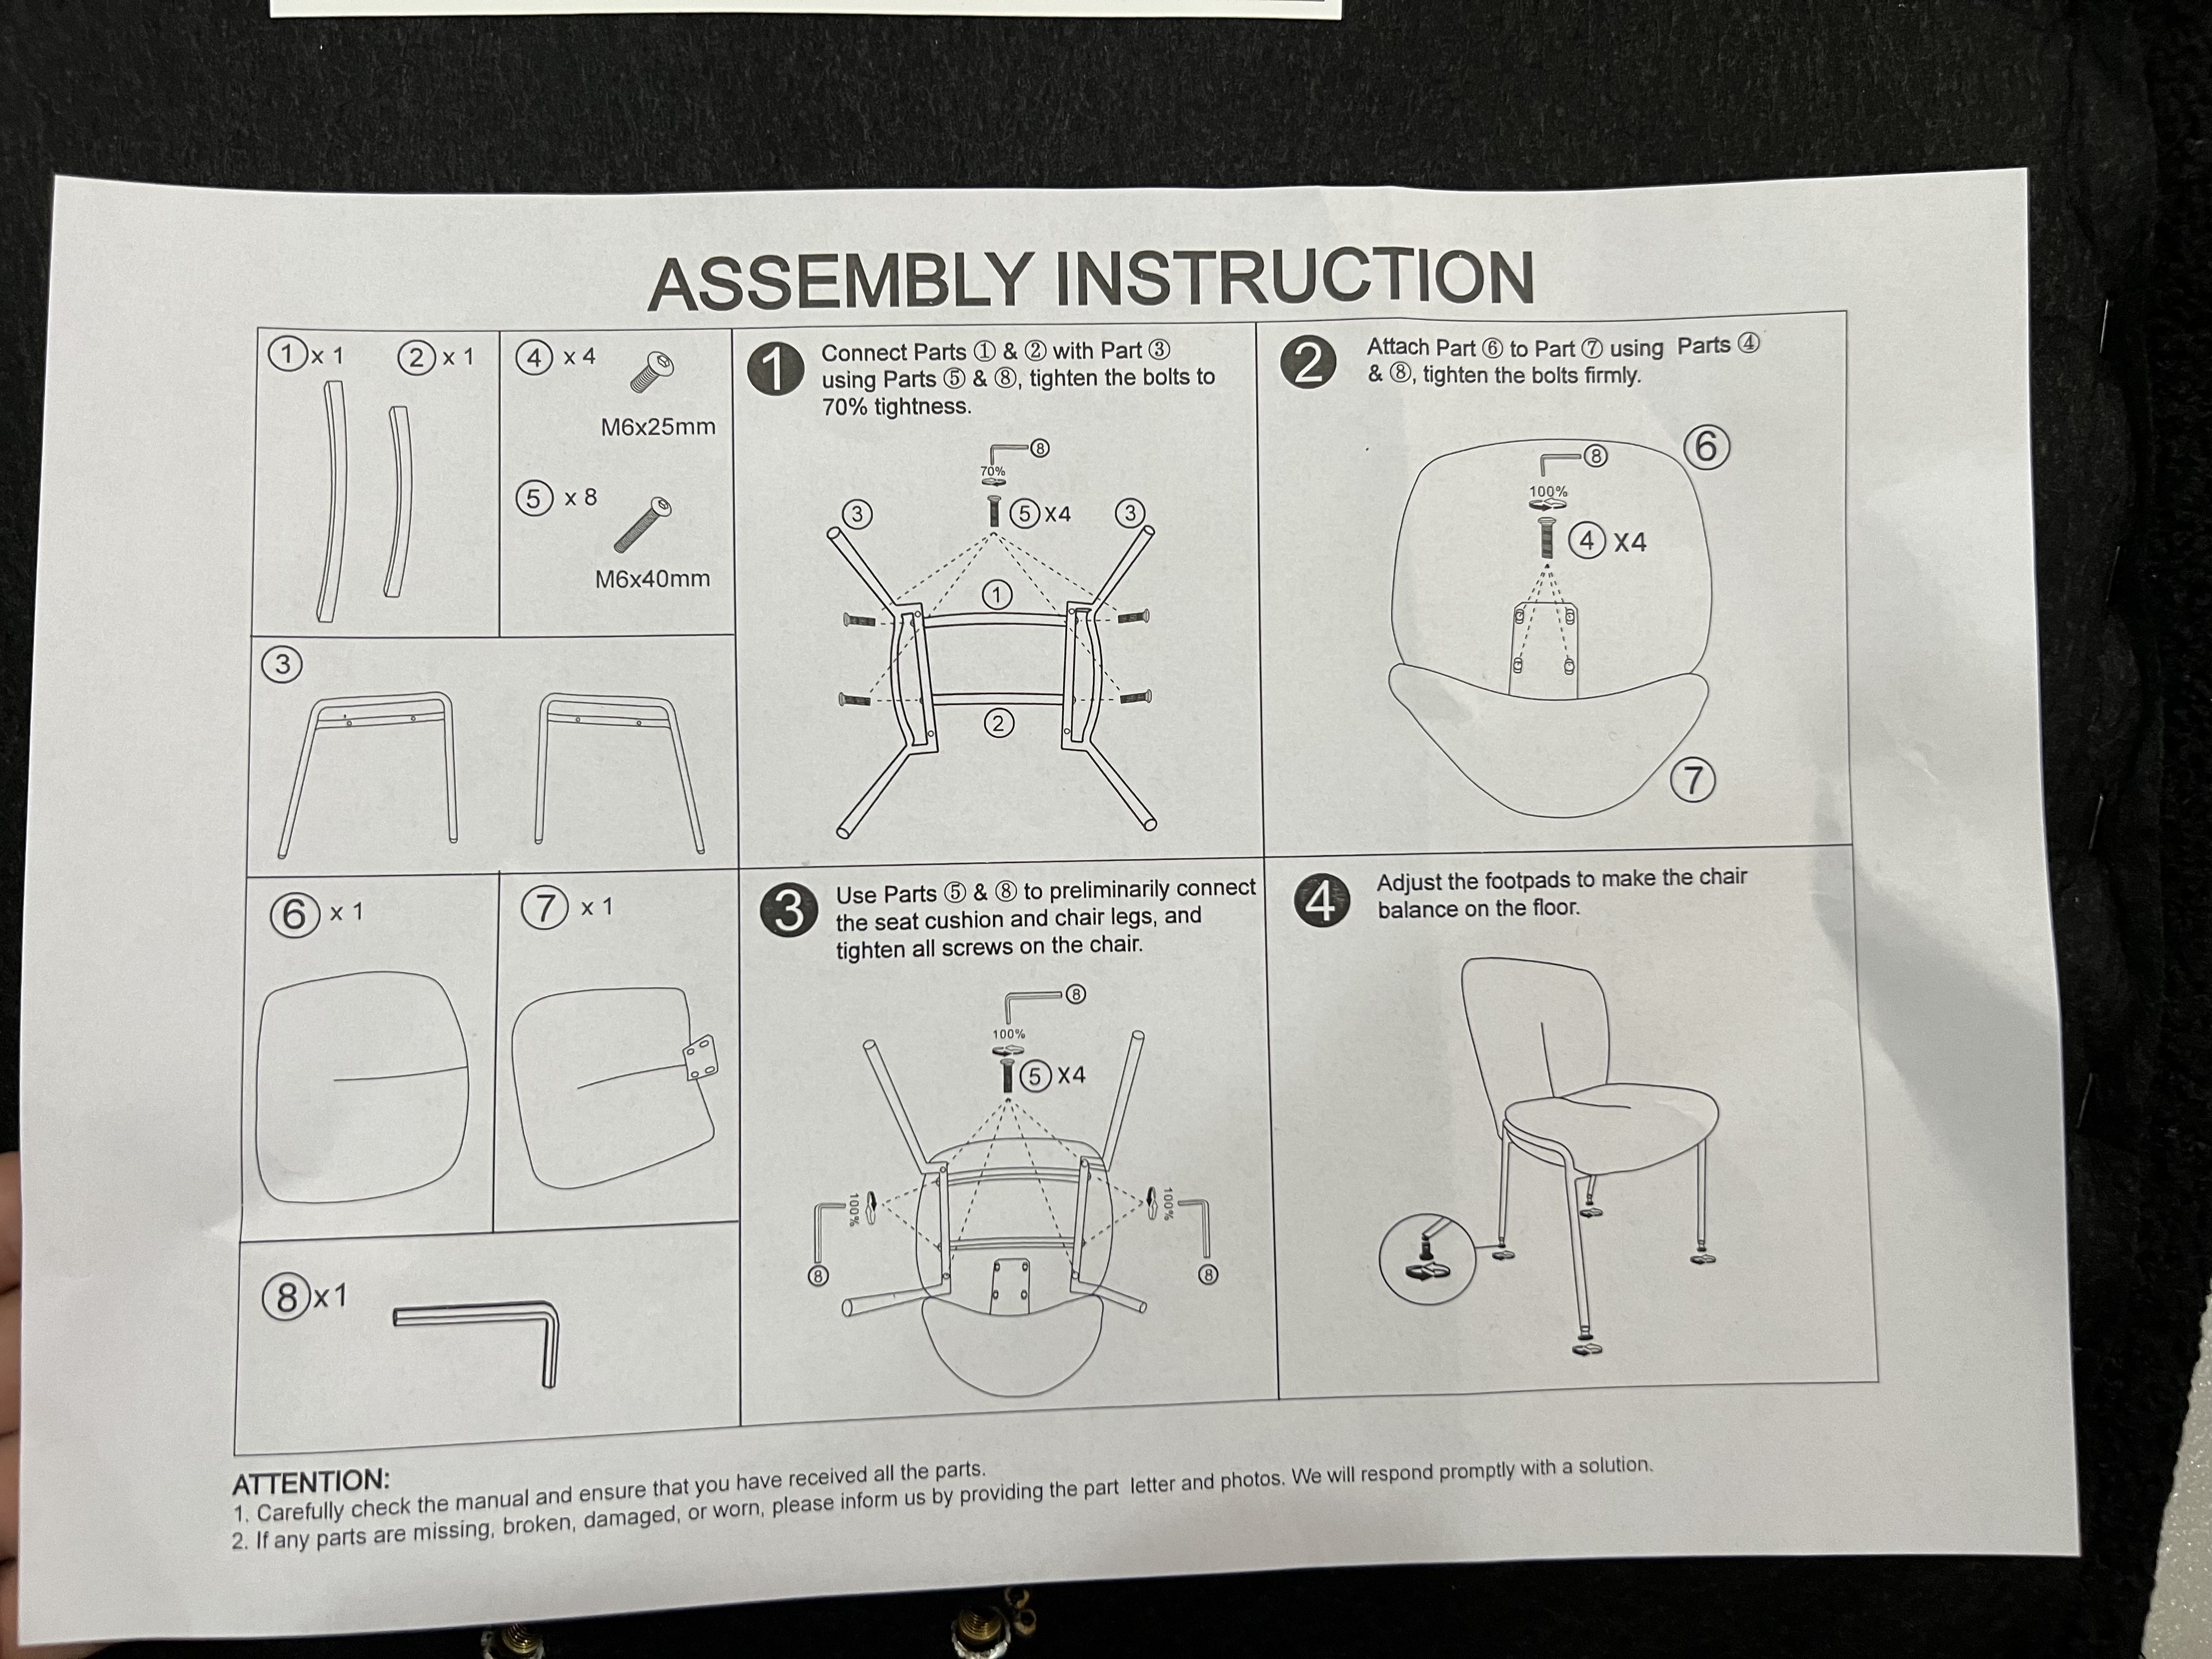 ASSEMBLY INSTRUCTION
① x 1
② x 1
④ x 4
M6x25mm
⑤ x 8
M6x40mm
③
⑥ x 1
⑦ x 1
⑧ x 1
1
Connect Parts ① & ② with Part ③
using Parts ⑤ & ⑧, tighten the bolts to
70% tightness.
⑧
70%
⑤ X4
③
③
①
②
2
Attach Part ⑥ to Part ⑦ using Parts ④
& ⑧, tighten the bolts firmly.
⑧
100%
④ X4
⑥
⑦
3
Use Parts ⑤ & ⑧ to preliminarily connect
the seat cushion and chair legs, and
tighten all screws on the chair.
⑧
100%
⑤ X4
100%
100%
⑧
⑧
4
Adjust the footpads to make the chair
balance on the floor.
ATTENTION:
1. Carefully check the manual and ensure that you have received all the parts.
2. If any parts are missing, broken, damaged, or worn, please inform us by providing the part letter and photos. We will respond promptly with a solution.